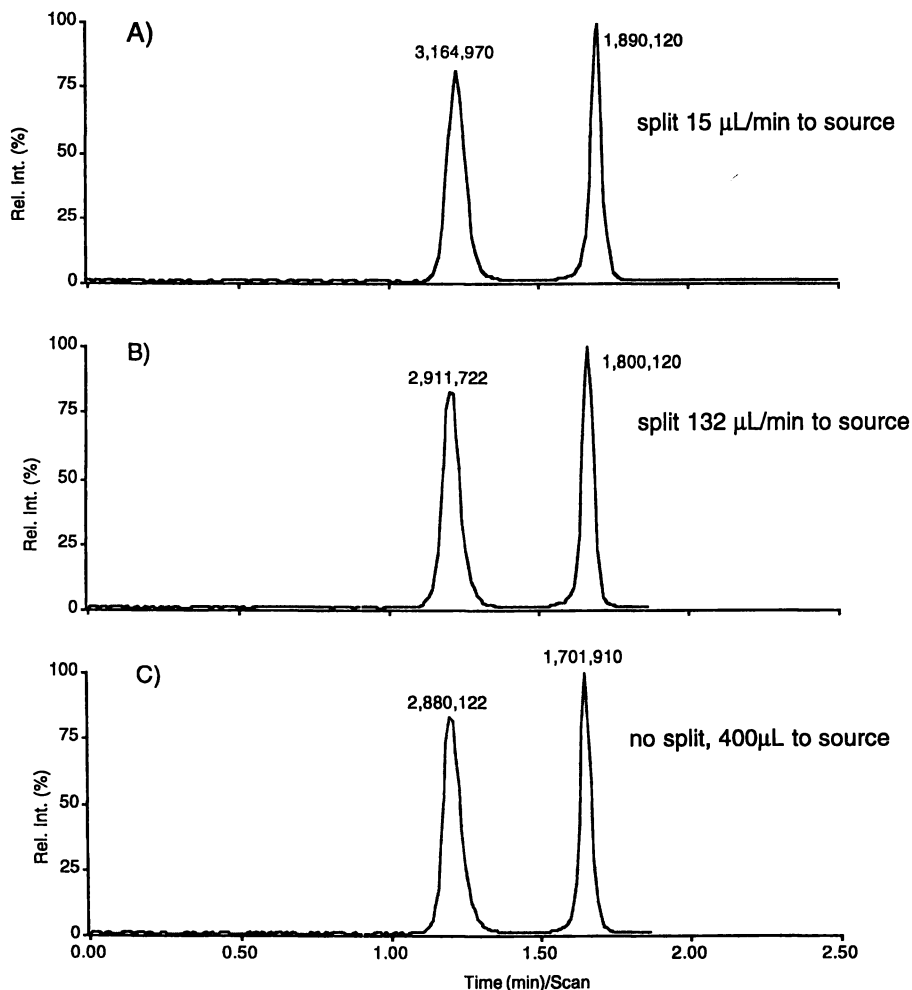 A)
100
75
50
25
0
Rel. Int. (%)
3,164,970
1,890,120
split 15 µL/min to source
B)
100
75
50
25
0
Rel. Int. (%)
2,911,722
1,800,120
split 132 µL/min to source
C)
100
75
50
25
0
Rel. Int. (%)
2,880,122
1,701,910
no split, 400µL to source
0.00 0.50 1.00 1.50 2.00 2.50
Time (min)/Scan